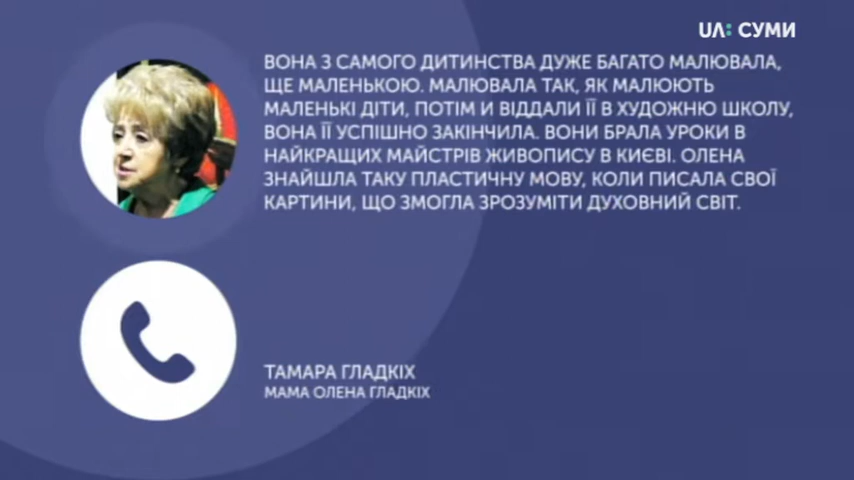 UA: СУМИ
ВОНА З САМОГО ДИТИНСТВА ДУЖЕ БАГАТО МАЛЮВАЛА,
ЩЕ МАЛЕНЬКОЮ. МАЛЮВАЛА ТАК, ЯК МАЛЮЮТЬ
МАЛЕНЬКІ ДІТИ, ПОТІМ И ВІДДАЛИ ЇЇ В ХУДОЖНЮ ШКОЛУ,
ВОНА ЇЇ УСПІШНО ЗАКІНЧИЛА. ВОНИ БРАЛА УРОКИ В
НАЙКРАЩИХ МАЙСТРІВ ЖИВОПИСУ В КИЄВІ. ОЛЕНА
ЗНАЙШЛА ТАКУ ПЛАСТИЧНУ МОВУ, КОЛИ ПИСАЛА СВОЇ
КАРТИНИ, ЩО ЗМОГЛА ЗРОЗУМІТИ ДУХОВНИЙ СВІТ.
ТАМАРА ГЛАДКІХ
МАМА ОЛЕНА ГЛАДКІХ